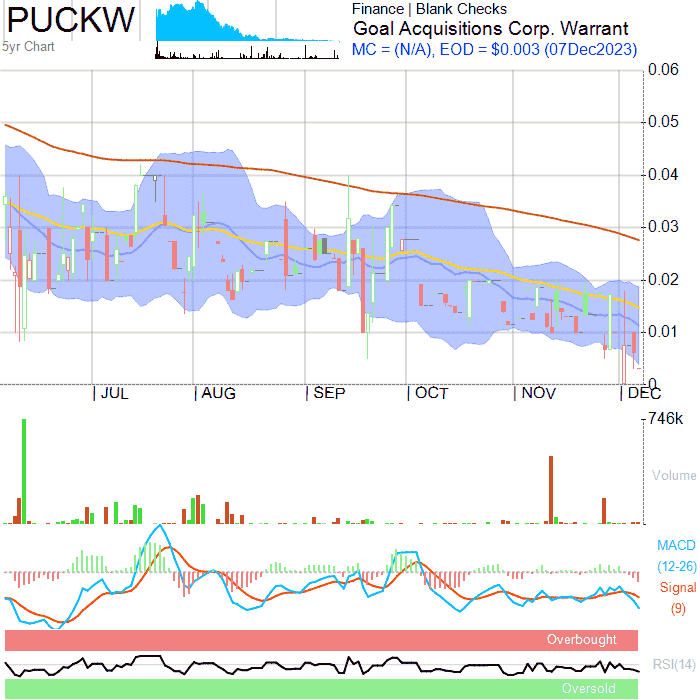 PUCKW
5yr Chart
Finance | Blank Checks
Goal Acquisitions Corp. Warrant
MC = (N/A), EOD = $0.003 (07Dec2023)
0.06
0.05
0.04
0.03
0.02
0.01
0
JUL AUG SEP OCT NOV DEC
746k
Volume
MACD
(12-26)
Signal
(9)
Overbought
RSI(14)
Oversold